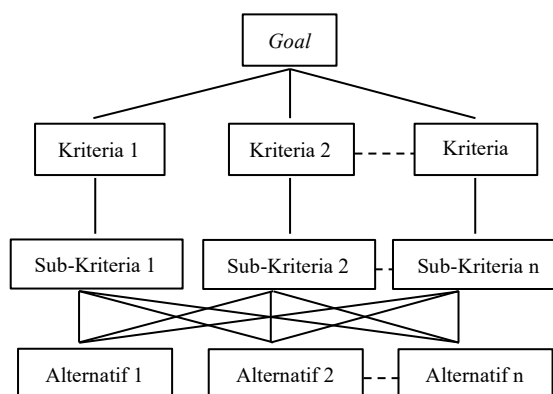 Goal
Kriteria 1
Kriteria 2
Kriteria
Sub-Kriteria 1
Sub-Kriteria 2
Sub-Kriteria n
Alternatif 1
Alternatif 2
Alternatif n